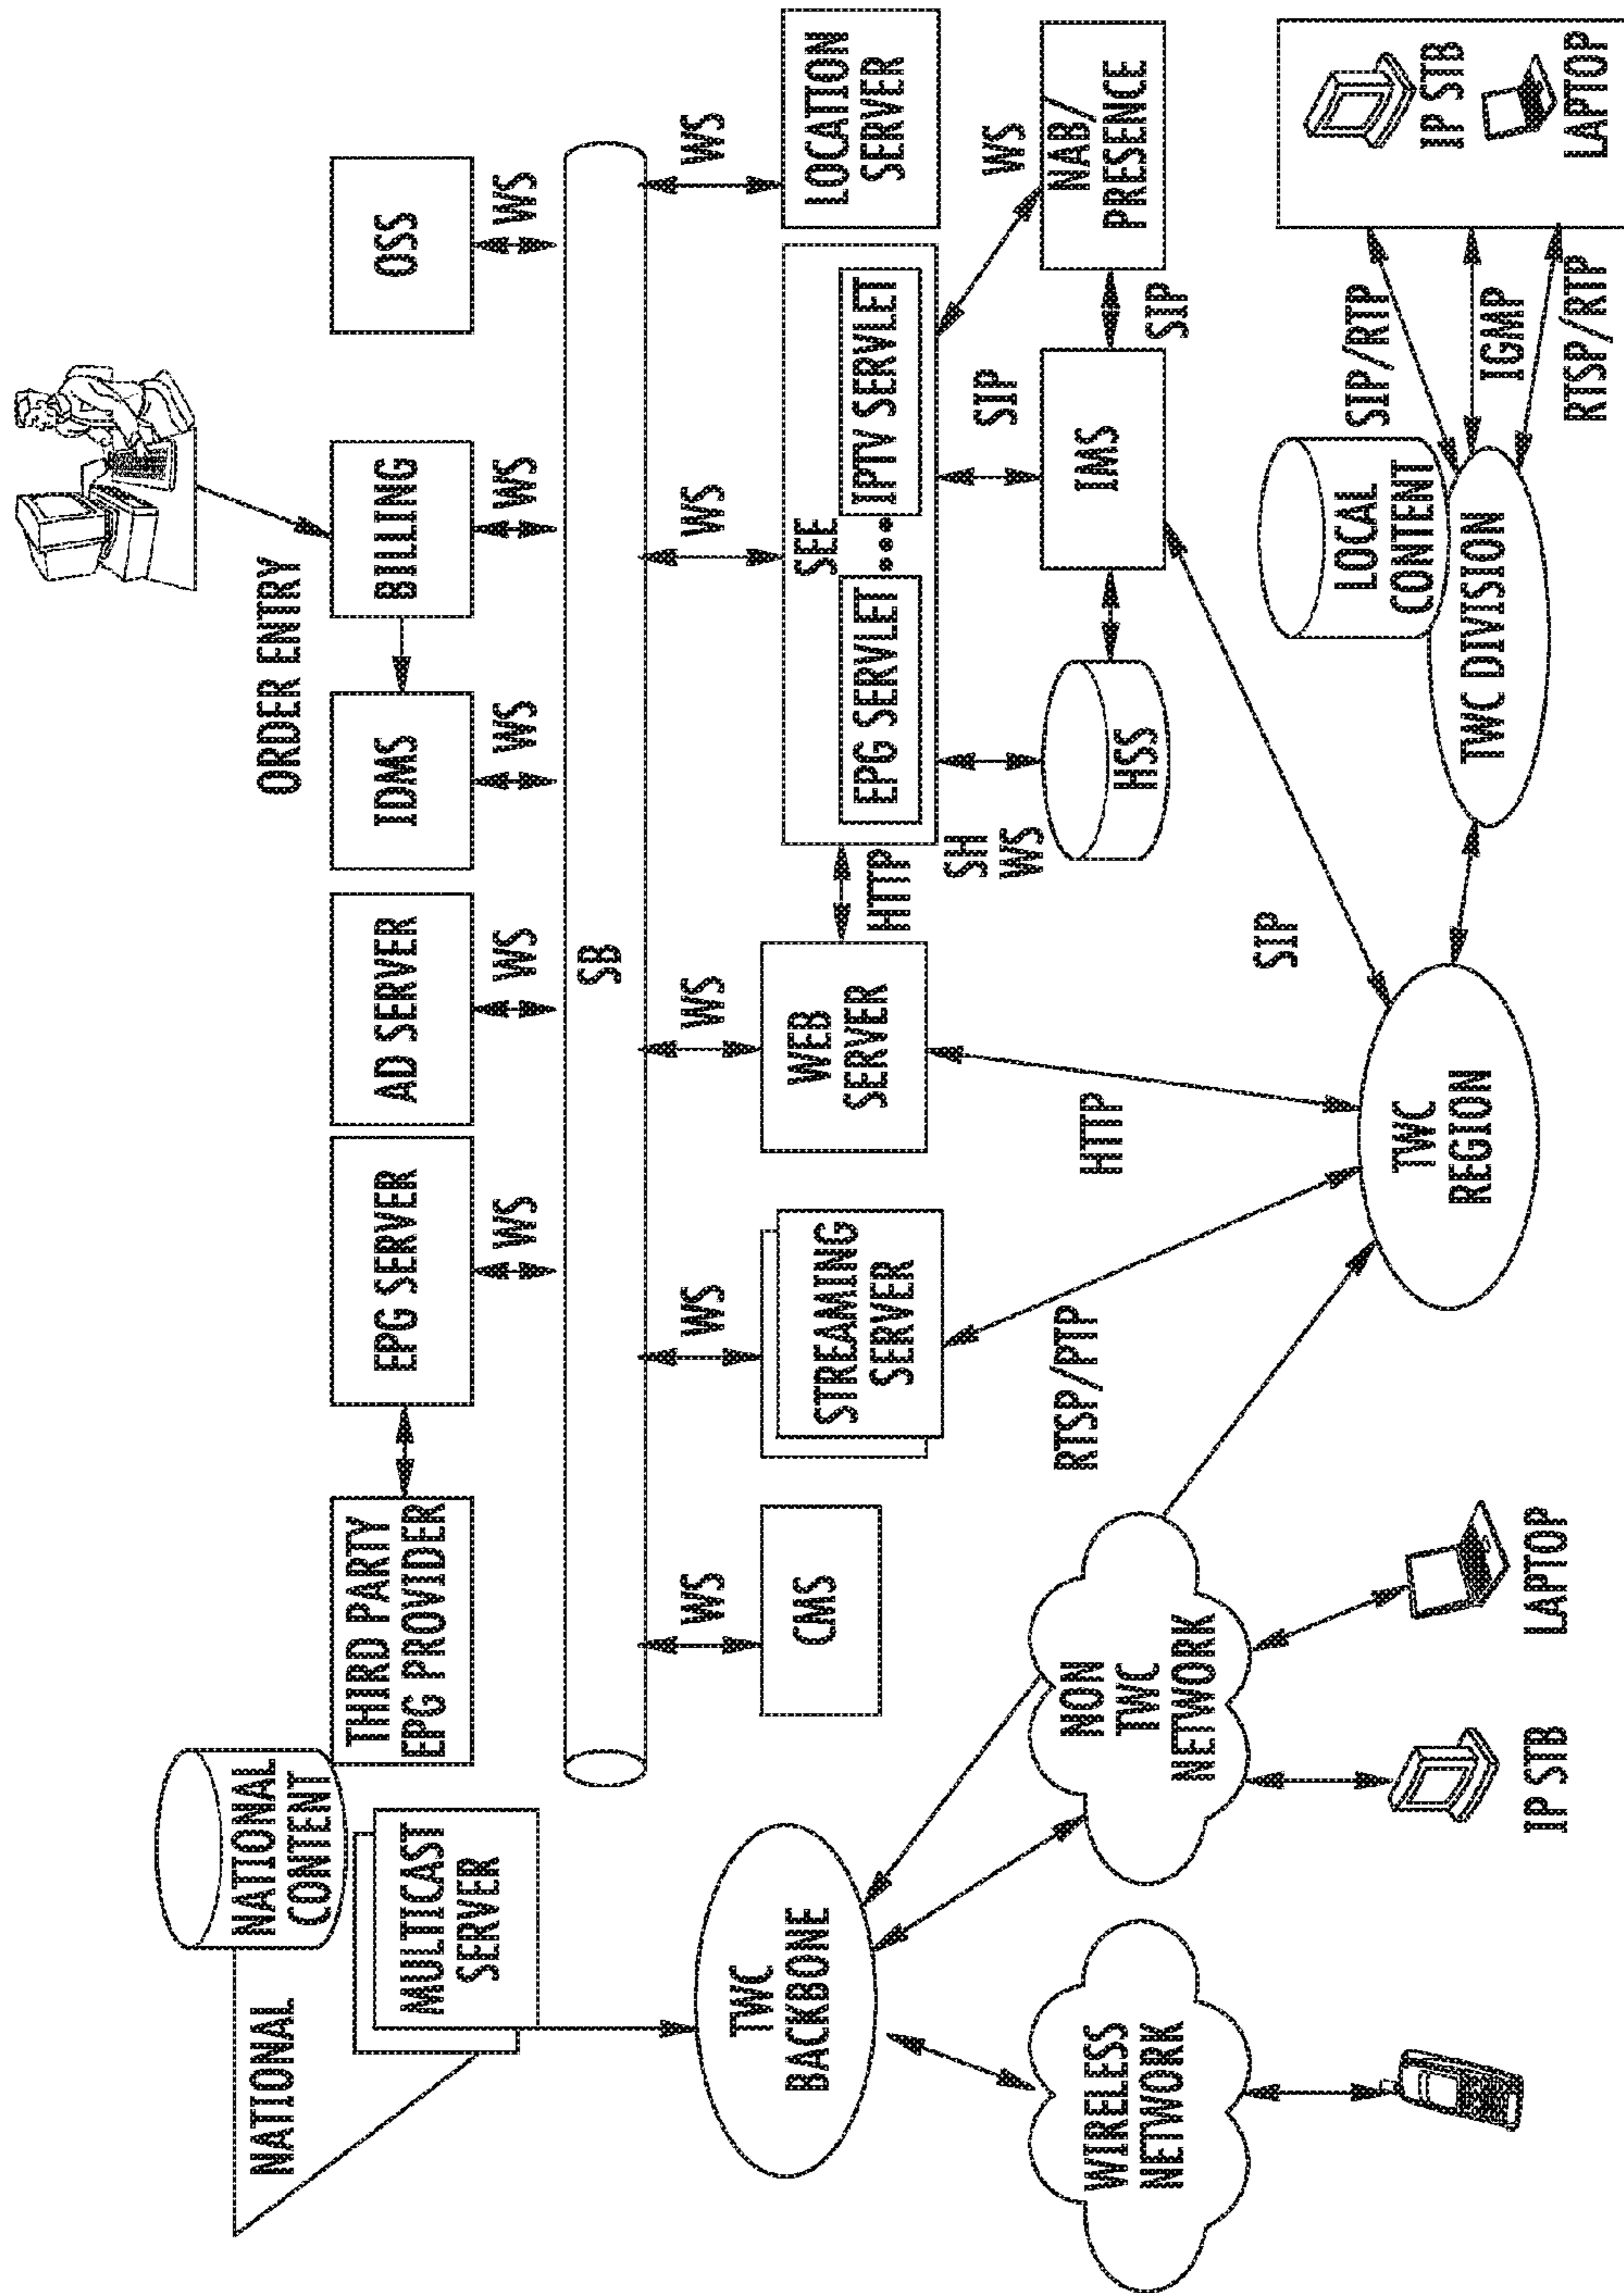 ORDER ENTRY
NATIONAL
NATIONAL
CONTENT
MULTICAST
SERVER
THIRD PARTY
EPG PROVIDER
EPG SERVER
AD SERVER
IDMS
BILLING
OSS
WS
WS
WS
WS
WS
SB
WS
WS
WS
WS
WS
CMS
STREAMING
SERVER
WEB
SERVER
HTTP
SEE
EPG SERVLET
IPTV SERVLET
LOCATION
SERVER
TWC
BACKBONE
SH
WS
SIP
WS
HSS
IMS
SIP
NAB/
PRESENCE
RTSP/PTP
HTTP
SIP
WIRELESS
NETWORK
NON
TWC
NETWORK
TWC
REGION
LOCAL
CONTENT
TWC DIVISION
SIP/RTP
IGMP
RTSP/RTP
IP STB
LAPTOP
IP STB
LAPTOP